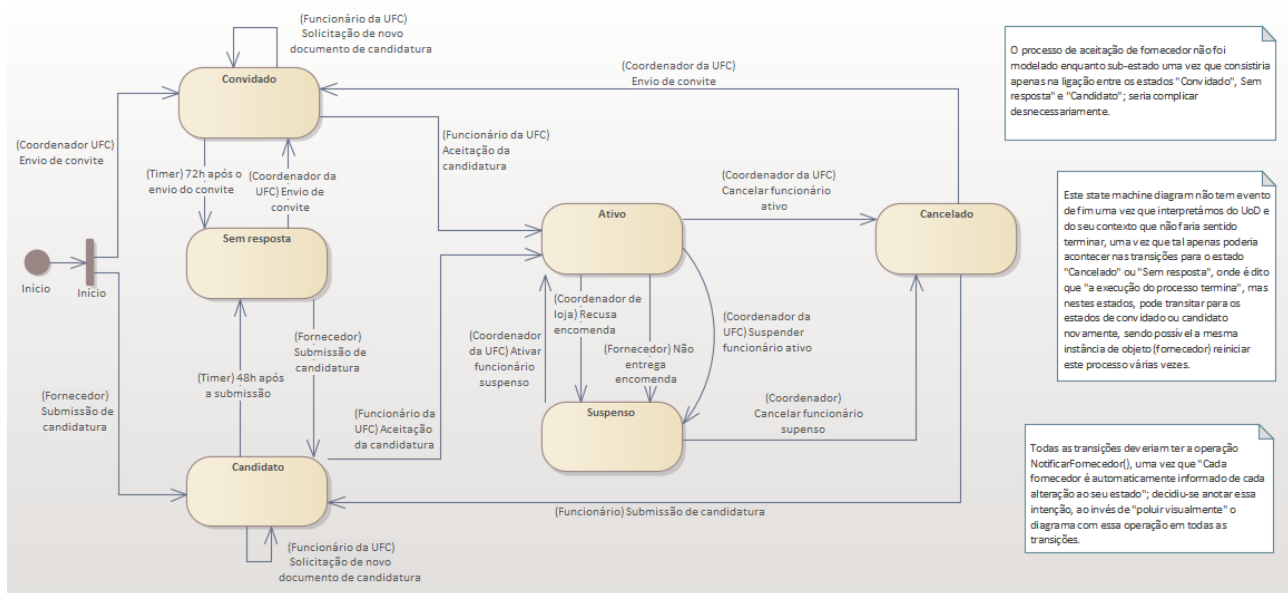 (Funcionário da UFC)
Solicitação de novo
documento de candidatura
Convidado
(Coordenador da UFC)
Envio de convite
(Coordenador UFC)
Envio de convite
(Funcionário da UFC)
Aceitação da
candidatura
(Timer) 72h após o
envio do convite
(Coordenador da
UFC) Envio de
convite
(Coordenador da UFC)
Cancelar funcionário
ativo
Sem resposta
Ativo
Cancelado
Início
Início
(Coordenador de
loja) Recusa
encomenda
(Coordenador da
UFC) Suspender
funcionário ativo
(Coordenador
da UFC) Ativar
funcionário
suspenso
(Fornecedor) Não
entrega
encomenda
(Fornecedor)
Submissão de
candidatura
(Timer) 48h após
a submissão
(Fornecedor)
Submissão de
candidatura
(Funcionário da
UFC) Aceitação
da candidatura
Suspenso
(Coordenador)
Cancelar funcionário
supenso
Candidato
(Funcionário) Submissão de candidatura
(Funcionário da UFC)
Solicitação de novo
documento de candidatura
O processo de aceitação de fornecedor não foi
modelado enquanto sub-estado uma vez que consistiria
apenas na ligação entre os estados "Convidado", Sem
resposta" e "Candidato"; seria complicar
desnecessariamente.
Este state machine diagram não tem evento
de fim uma vez que interpretámos do UoD e
do seu contexto que não faria sentido
terminar, uma vez que tal apenas poderia
acontecer nas transições para o estado
"Cancelado" ou "Sem resposta", onde é dito
que "a execução do processo termina", mas
nestes estados, pode transitar para os
estados de convidado ou candidato
novamente, sendo possível a mesma
instância de objeto (fornecedor) reiniciar
este processo várias vezes.
Todas as transições deveriam ter a operação
NotificarFornecedor(), uma vez que "Cada
fornecedor é automaticamente informado de cada
alteração ao seu estado"; decidiu-se anotar essa
intenção, ao invés de "poluir visualmente" o
diagrama com essa operação em todas as
transições.